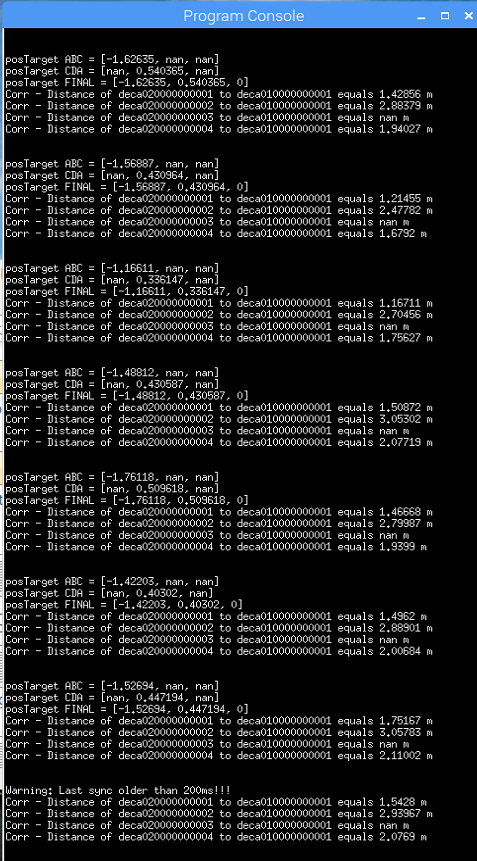 Program Console
posTarget ABC = [-1.62635, nan, nan]
posTarget CDA = [nan, 0.540365, nan]
posTarget FINAL = [-1.62635, 0.540365, 0]
Corr - Distance of deca020000000001 to deca010000000001 equals 1.42856 m
Corr - Distance of deca020000000002 to deca010000000001 equals 2.88379 m
Corr - Distance of deca020000000003 to deca010000000001 equals nan m
Corr - Distance of deca020000000004 to deca010000000001 equals 1.94027 m
posTarget ABC = [-1.56887, nan, nan]
posTarget CDA = [nan, 0.430964, nan]
posTarget FINAL = [-1.56887, 0.430964, 0]
Corr - Distance of deca020000000001 to deca010000000001 equals 1.21455 m
Corr - Distance of deca020000000002 to deca010000000001 equals 2.47782 m
Corr - Distance of deca020000000003 to deca010000000001 equals nan m
Corr - Distance of deca020000000004 to deca010000000001 equals 1.6792 m
posTarget ABC = [-1.16611, nan, nan]
posTarget CDA = [nan, 0.336147, nan]
posTarget FINAL = [-1.16611, 0.336147, 0]
Corr - Distance of deca020000000001 to deca010000000001 equals 1.16711 m
Corr - Distance of deca020000000002 to deca010000000001 equals 2.70456 m
Corr - Distance of deca020000000003 to deca010000000001 equals nan m
Corr - Distance of deca020000000004 to deca010000000001 equals 1.75627 m
posTarget ABC = [-1.48812, nan, nan]
posTarget CDA = [nan, 0.430587, nan]
posTarget FINAL = [-1.48812, 0.430587, 0]
Corr - Distance of deca020000000001 to deca010000000001 equals 1.50872 m
Corr - Distance of deca020000000002 to deca010000000001 equals 3.05302 m
Corr - Distance of deca020000000003 to deca010000000001 equals nan m
Corr - Distance of deca020000000004 to deca010000000001 equals 2.07719 m
posTarget ABC = [-1.76118, nan, nan]
posTarget CDA = [nan, 0.509618, nan]
posTarget FINAL = [-1.76118, 0.509618, 0]
Corr - Distance of deca020000000001 to deca010000000001 equals 1.46668 m
Corr - Distance of deca020000000002 to deca010000000001 equals 2.79987 m
Corr - Distance of deca020000000003 to deca010000000001 equals nan m
Corr - Distance of deca020000000004 to deca010000000001 equals 1.9399 m
posTarget ABC = [-1.42203, nan, nan]
posTarget CDA = [nan, 0.40302, nan]
posTarget FINAL = [-1.42203, 0.40302, 0]
Corr - Distance of deca020000000001 to deca010000000001 equals 1.4962 m
Corr - Distance of deca020000000002 to deca010000000001 equals 2.88901 m
Corr - Distance of deca020000000003 to deca010000000001 equals nan m
Corr - Distance of deca020000000004 to deca010000000001 equals 2.00684 m
posTarget ABC = [-1.52694, nan, nan]
posTarget CDA = [nan, 0.447194, nan]
posTarget FINAL = [-1.52694, 0.447194, 0]
Corr - Distance of deca020000000001 to deca010000000001 equals 1.75167 m
Corr - Distance of deca020000000002 to deca010000000001 equals 3.05783 m
Corr - Distance of deca020000000003 to deca010000000001 equals nan m
Corr - Distance of deca020000000004 to deca010000000001 equals 2.11002 m
Warning: Last sync older than 200ms!!!
Corr - Distance of deca020000000001 to deca010000000001 equals 1.5428 m
Corr - Distance of deca020000000002 to deca010000000001 equals 2.93967 m
Corr - Distance of deca020000000003 to deca010000000001 equals nan m
Corr - Distance of deca020000000004 to deca010000000001 equals 2.0769 m